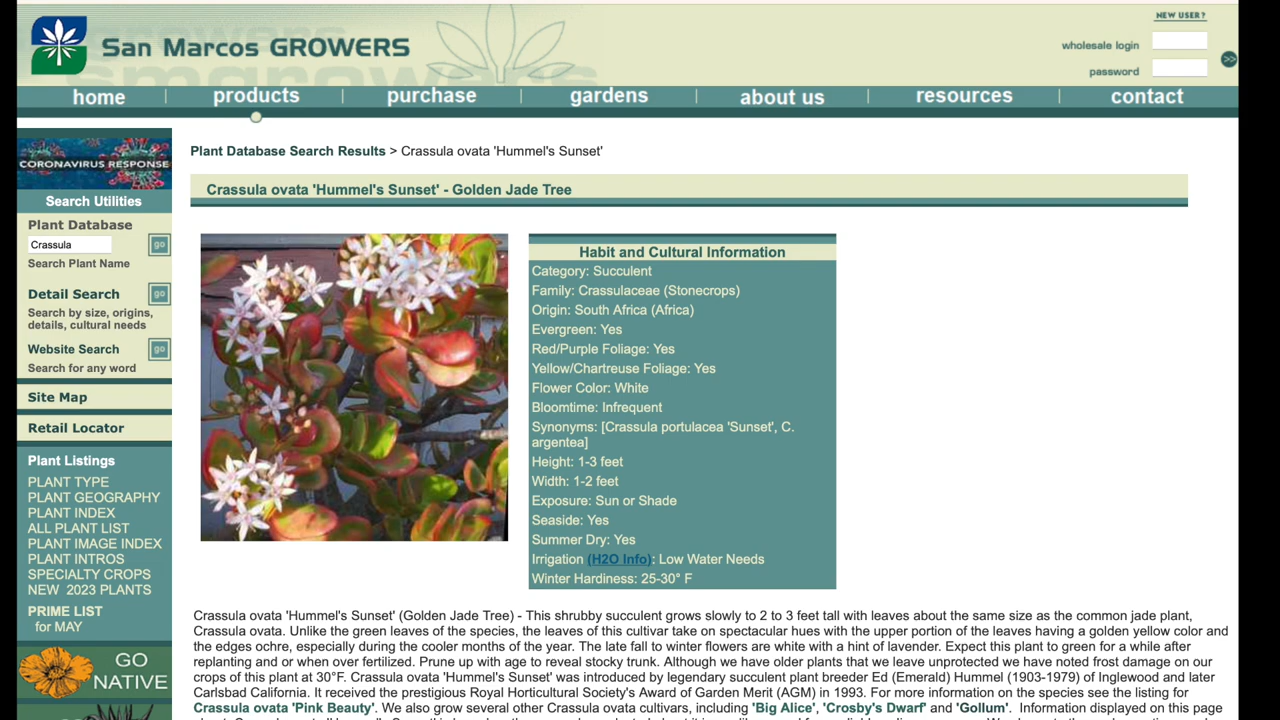 NEW USER?
San Marcos GROWERS
smgrowers
wholesale login
password
>>
home
products
purchase
gardens
about us
resources
contact
CORONAVIRUS RESPONSE
Search Utilities
Plant Database
Crassula
go
Search Plant Name
Detail Search
go
Search by size, origins,
details, cultural needs
Website Search
go
Search for any word
Site Map
Retail Locator
Plant Listings
PLANT TYPE
PLANT GEOGRAPHY
PLANT INDEX
ALL PLANT LIST
PLANT IMAGE INDEX
PLANT INTROS
SPECIALTY CROPS
NEW 2023 PLANTS
PRIME LIST
for MAY
GO
NATIVE
Plant Database Search Results > Crassula ovata 'Hummel's Sunset'
Crassula ovata 'Hummel's Sunset' - Golden Jade Tree
Habit and Cultural Information
Category: Succulent
Family: Crassulaceae (Stonecrops)
Origin: South Africa (Africa)
Evergreen: Yes
Red/Purple Foliage: Yes
Yellow/Chartreuse Foliage: Yes
Flower Color: White
Bloomtime: Infrequent
Synonyms: [Crassula portulacea 'Sunset', C.
argentea]
Height: 1-3 feet
Width: 1-2 feet
Exposure: Sun or Shade
Seaside: Yes
Summer Dry: Yes
Irrigation (H2O Info): Low Water Needs
Winter Hardiness: 25-30° F
Crassula ovata 'Hummel's Sunset' (Golden Jade Tree) - This shrubby succulent grows slowly to 2 to 3 feet tall with leaves about the same size as the common jade plant,
Crassula ovata. Unlike the green leaves of the species, the leaves of this cultivar take on spectacular hues with the upper portion of the leaves having a golden yellow color and
the edges ochre, especially during the cooler months of the year. The late fall to winter flowers are white with a hint of lavender. Expect this plant to green for a while after
replanting and or when over fertilized. Prune up with age to reveal stocky trunk. Although we have older plants that we leave unprotected we have noted frost damage on our
crops of this plant at 30°F. Crassula ovata 'Hummel's Sunset' was introduced by legendary succulent plant breeder Ed (Emerald) Hummel (1903-1979) of Inglewood and later
Carlsbad California. It received the prestigious Royal Horticultural Society's Award of Garden Merit (AGM) in 1993. For more information on the species see the listing for
Crassula ovata 'Pink Beauty'. We also grow several other Crassula ovata cultivars, including 'Big Alice', 'Crosby's Dwarf' and 'Gollum'. Information displayed on this page